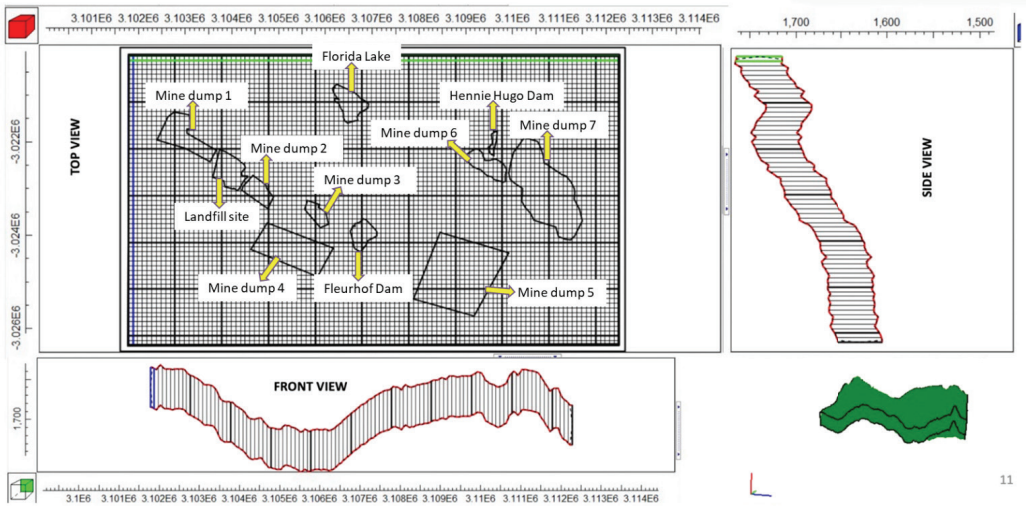 3.101E6 3.102E6 3.103E6 3.104E6 3.105E6 3.106E6 3.107E6 3.108E6 3.109E6 3.11E6 3.111E6 3.112E6 3.113E6 3.114E6
1,700 1,600 1,500
TOP VIEW
-3.022E6
-3.024E6
-3.026E6
Florida Lake
Mine dump 1
Hennie Hugo Dam
Mine dump 6
Mine dump 7
Mine dump 2
Mine dump 3
Landfill site
Mine dump 4
Fleurhof Dam
Mine dump 5
SIDE VIEW
FRONT VIEW
1,700
3.1E6 3.101E6 3.102E6 3.103E6 3.104E6 3.105E6 3.106E6 3.107E6 3.108E6 3.109E6 3.11E6 3.111E6 3.112E6 3.113E6 3.114E6
11